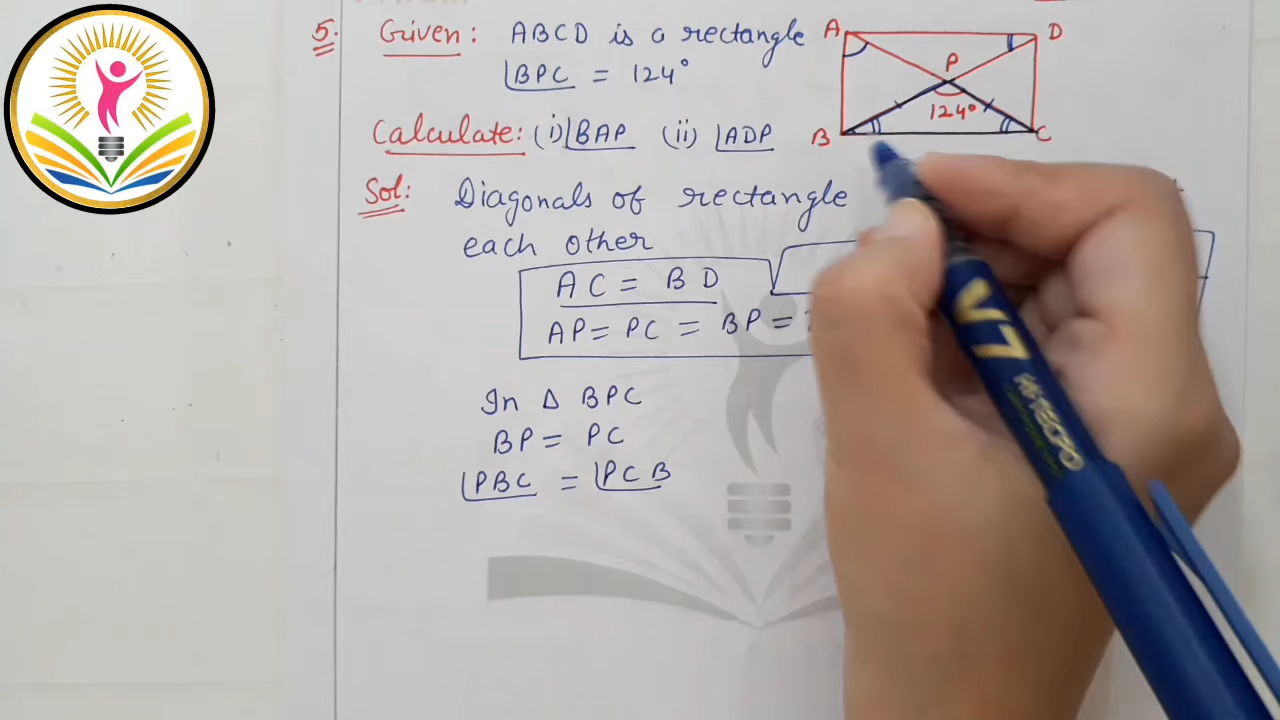 5. Given: ABCD is a rectangle
∠BPC = 124°
Calculate: (i) ∠BAP (ii) ∠ADP
A D
P
124°
B C
Sol: Diagonals of rectangle
each other
AC = BD
AP = PC = BP =
In Δ BPC
BP = PC
∠PBC = ∠PCB
V7